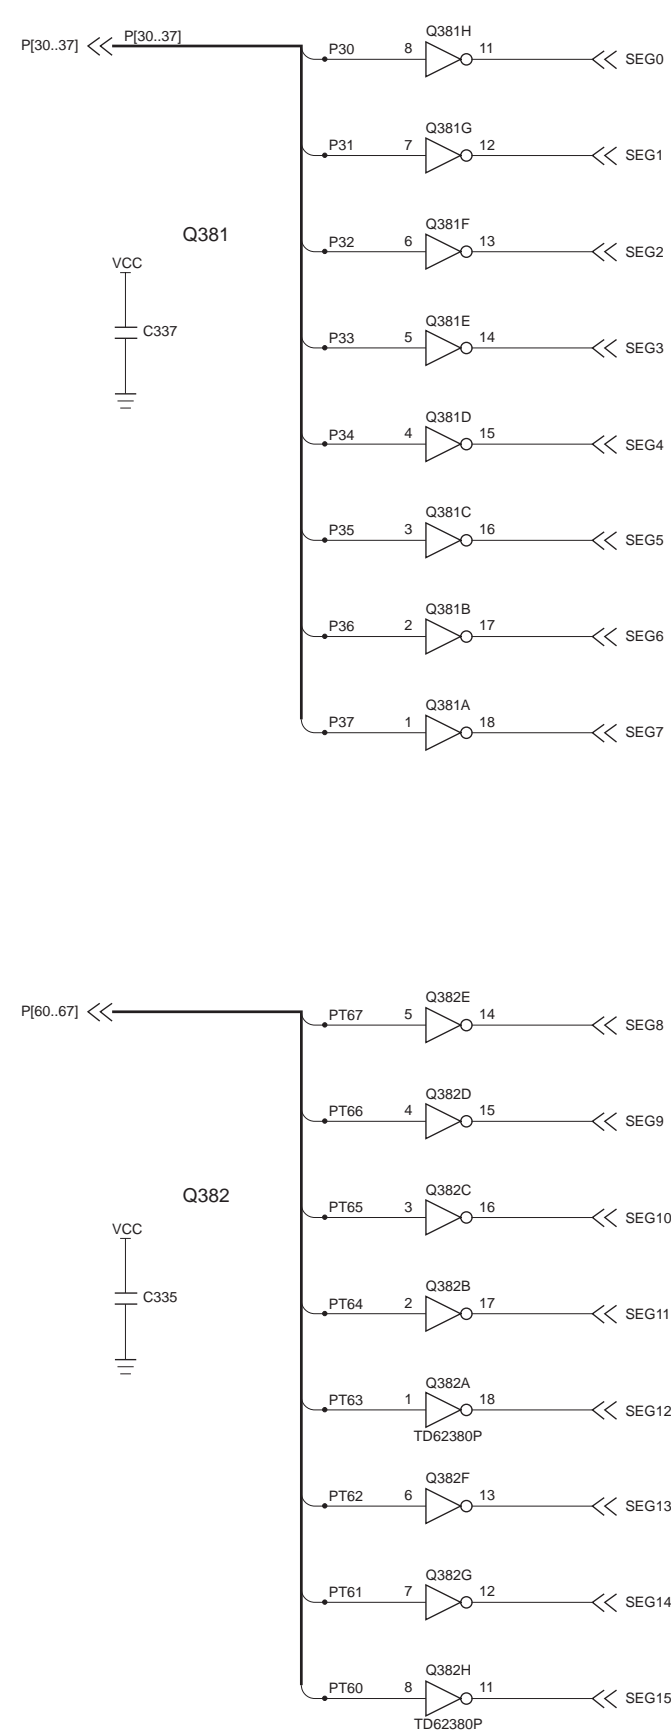 P[30..37] P[30..37]
Q381H
P30 8 11 SEG0
Q381G
P31 7 12 SEG1
Q381F
P32 6 13 SEG2
Q381
VCC
C337
Q381E
P33 5 14 SEG3
Q381D
P34 4 15 SEG4
Q381C
P35 3 16 SEG5
Q381B
P36 2 17 SEG6
Q381A
P37 1 18 SEG7
P[60..67]
Q382E
PT67 5 14 SEG8
Q382D
PT66 4 15 SEG9
Q382
VCC
C335
Q382C
PT65 3 16 SEG10
Q382B
PT64 2 17 SEG11
Q382A
PT63 1 18 SEG12
TD62380P
Q382F
PT62 6 13 SEG13
Q382G
PT61 7 12 SEG14
Q382H
PT60 8 11 SEG15
TD62380P